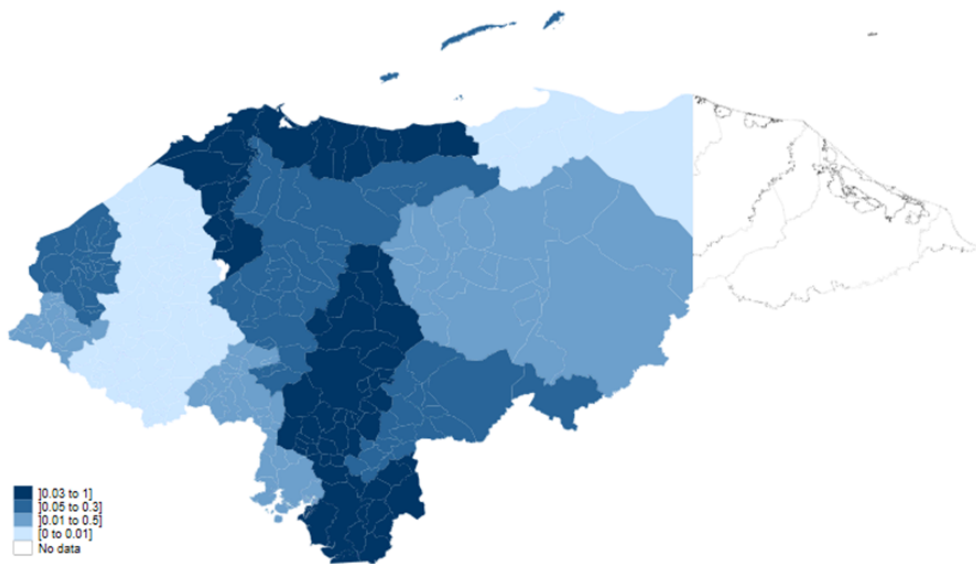 ]0.03 to 1]
]0.05 to 0.3]
]0.01 to 0.5]
[0 to 0.01]
No data